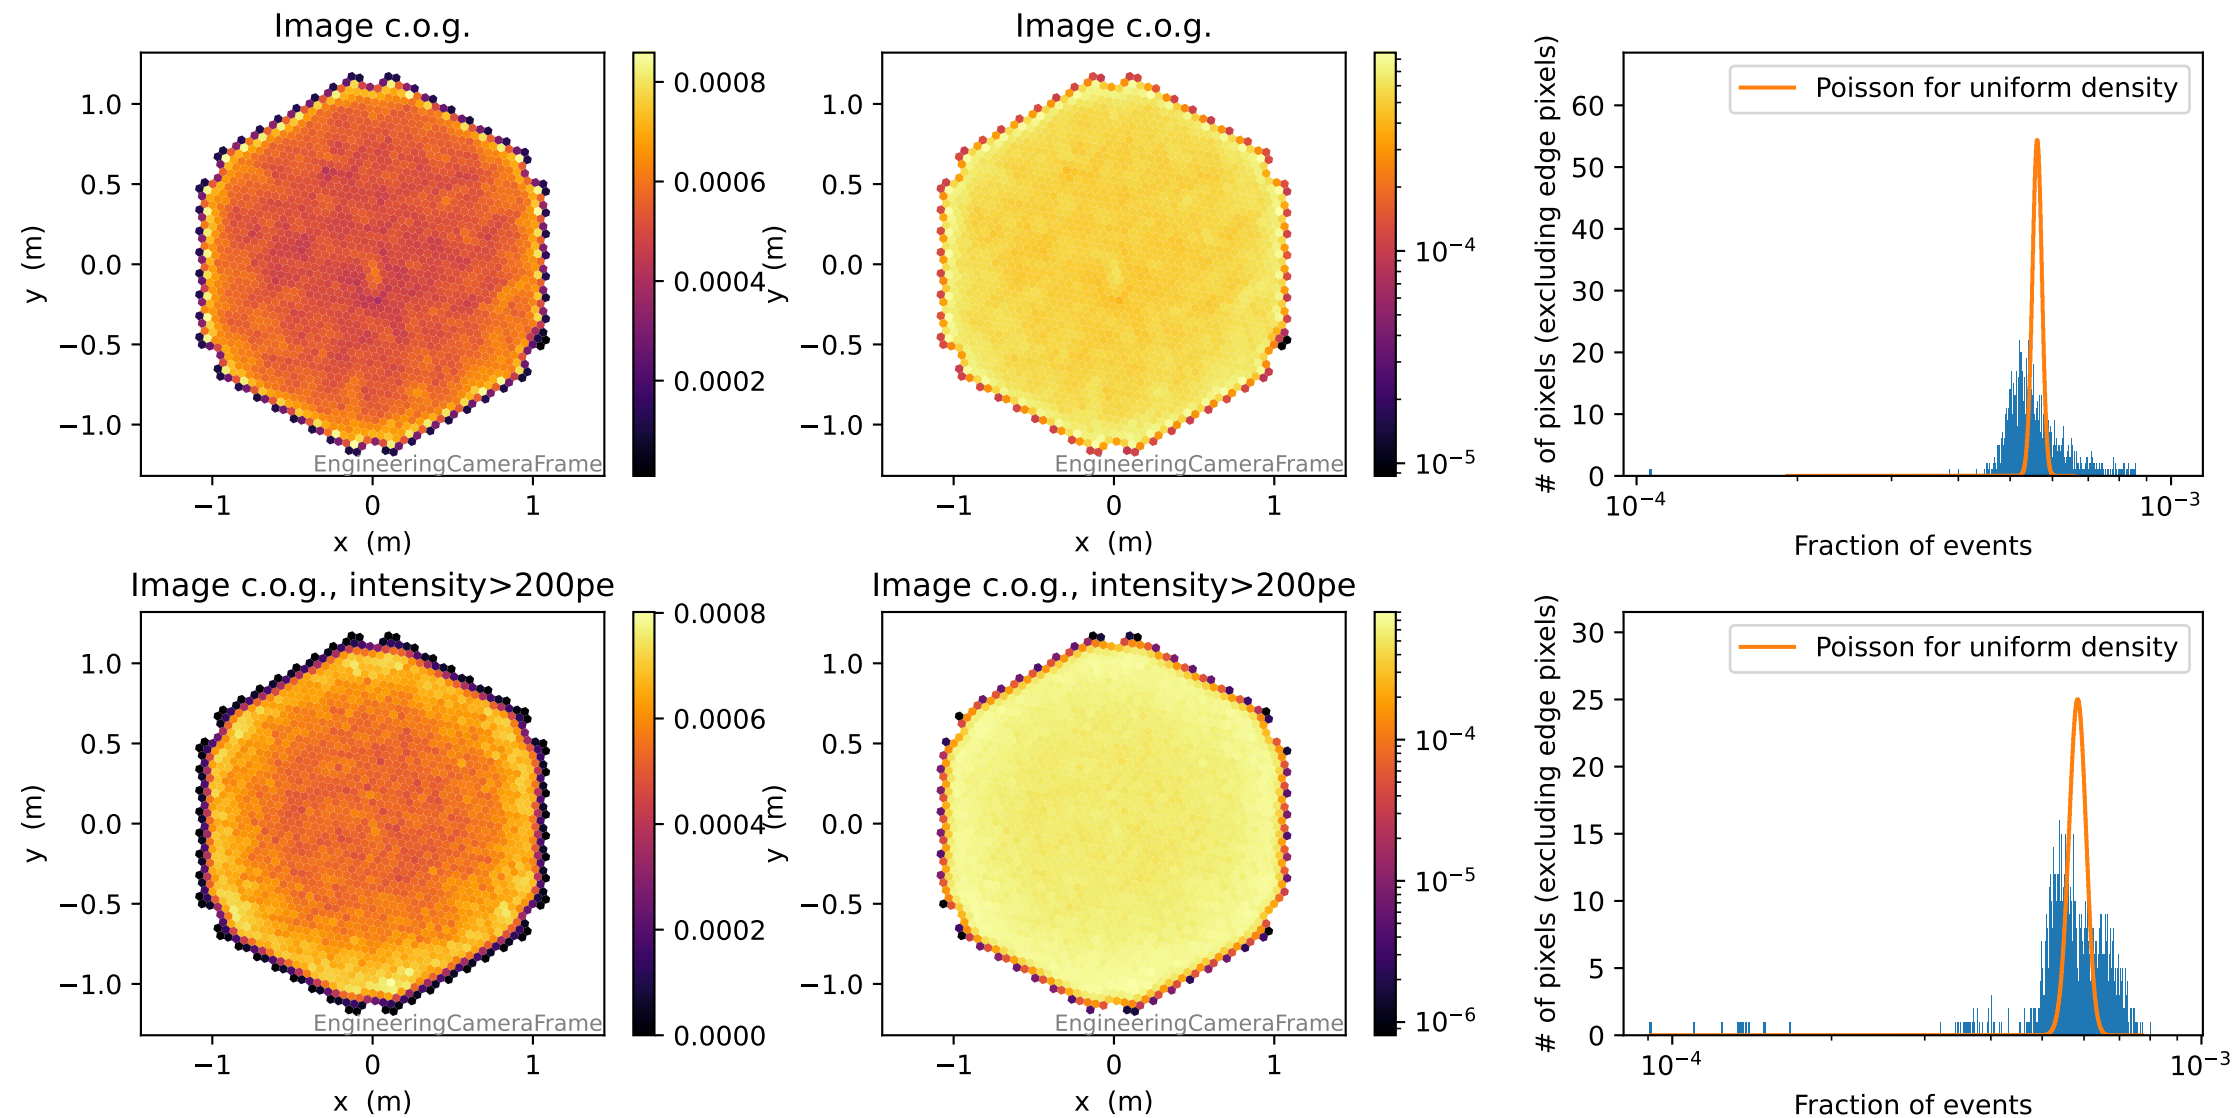 Image c.o.g.
1.0
0.5
0.0
−0.5
−1.0
y (m)
−1
0
1
x (m)
EngineeringCameraFrame
0.0008
0.0006
0.0004
0.0002
Image c.o.g.
1.0
0.5
0.0
−0.5
−1.0
y (m)
−1
0
1
x (m)
EngineeringCameraFrame
10⁻⁴
10⁻⁵
Poisson for uniform density
# of pixels (excluding edge pixels)
60
50
40
30
20
10
0
10⁻⁴
10⁻³
Fraction of events
Image c.o.g., intensity>200pe
1.0
0.5
0.0
−0.5
−1.0
y (m)
−1
0
1
x (m)
EngineeringCameraFrame
0.0008
0.0006
0.0004
0.0002
0.0000
Image c.o.g., intensity>200pe
1.0
0.5
0.0
−0.5
−1.0
y (m)
−1
0
1
x (m)
EngineeringCameraFrame
10⁻⁴
10⁻⁵
10⁻⁶
Poisson for uniform density
# of pixels (excluding edge pixels)
30
25
20
15
10
5
0
10⁻⁴
10⁻³
Fraction of events